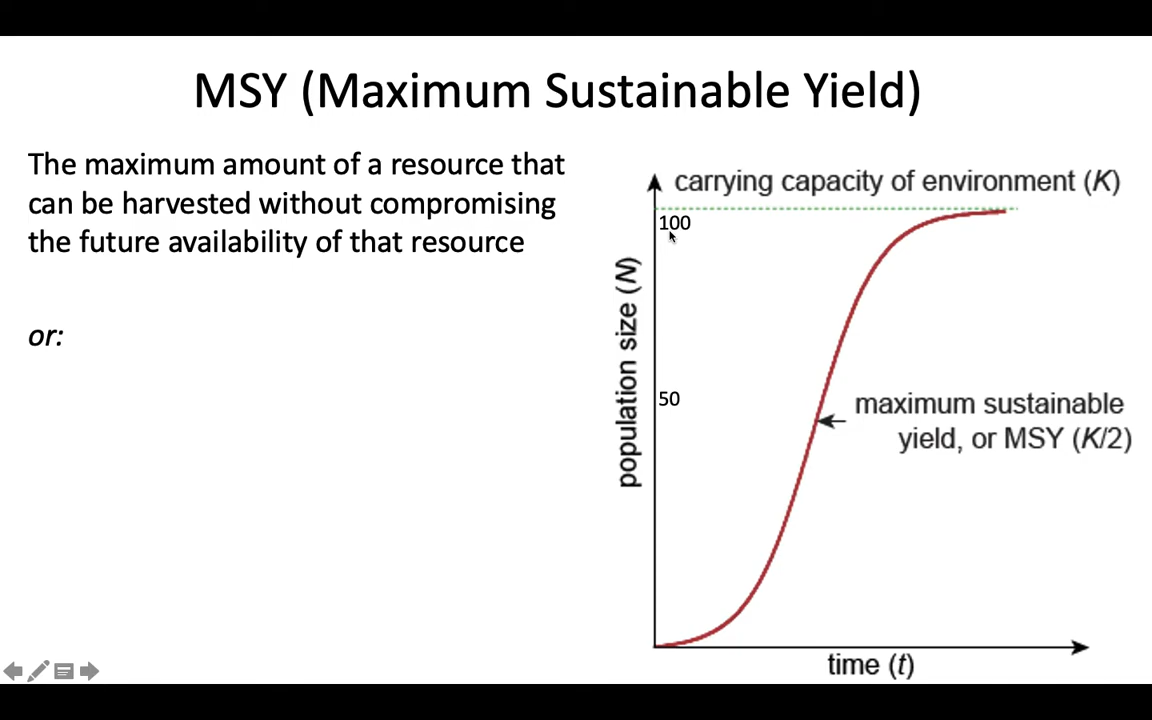 MSY (Maximum Sustainable Yield)
The maximum amount of a resource that
can be harvested without compromising
the future availability of that resource
or:
carrying capacity of environment (K)
100
population size (N)
50
maximum sustainable
yield, or MSY (K/2)
time (t)